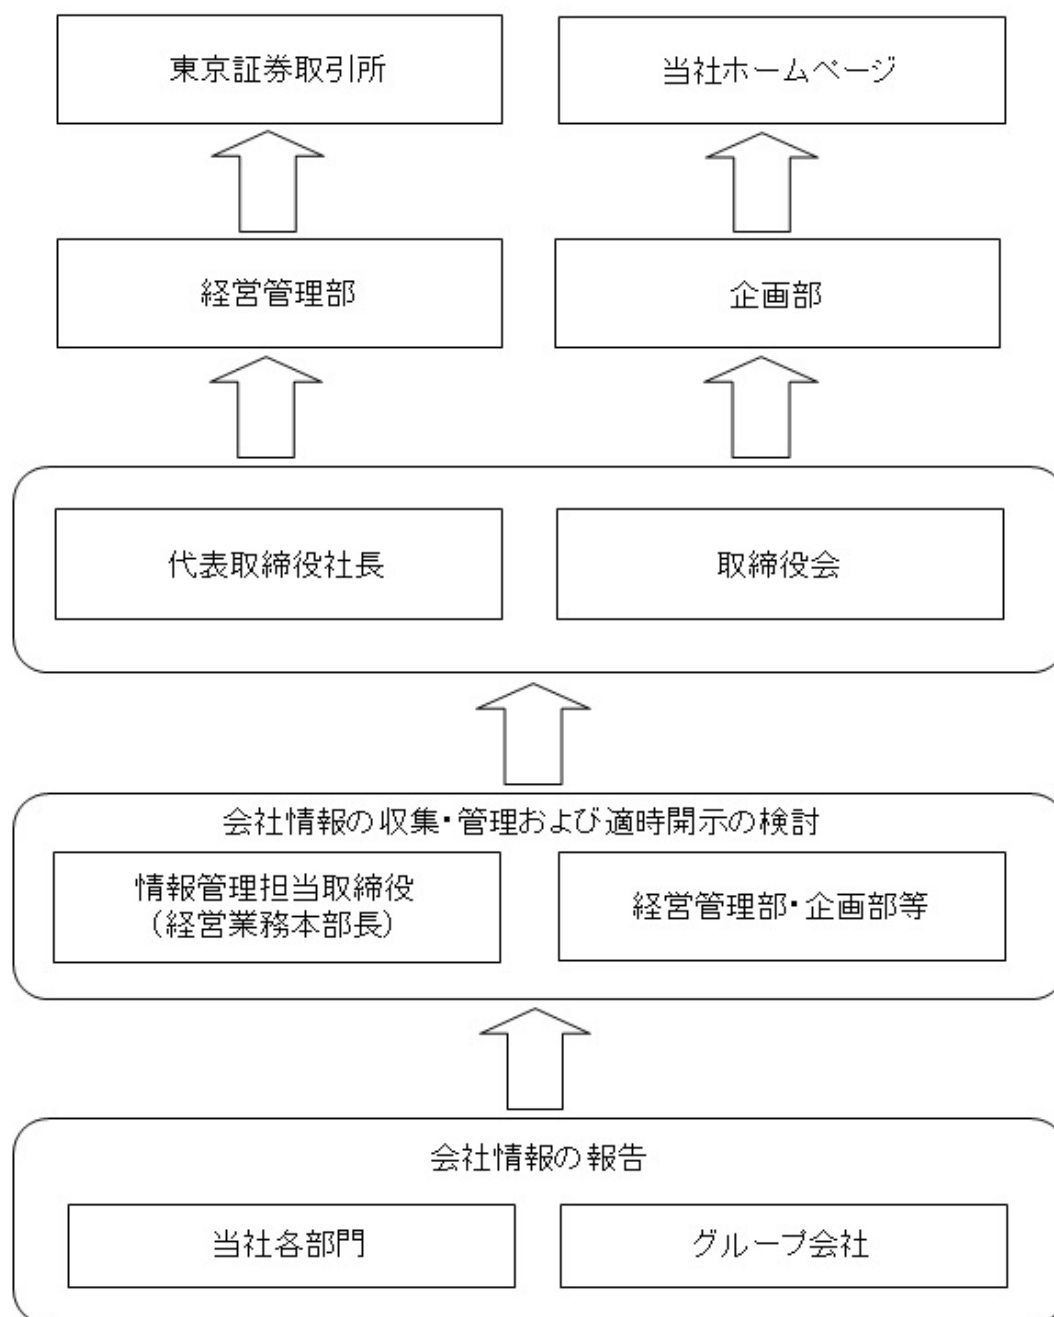 東京証券取引所
当社ホームページ
経営管理部
企画部
代表取締役社長
取締役会
会社情報の収集・管理および適時開示の検討
情報管理担当取締役
（経営業務本部長）
経営管理部・企画部等
会社情報の報告
当社各部門
グループ会社